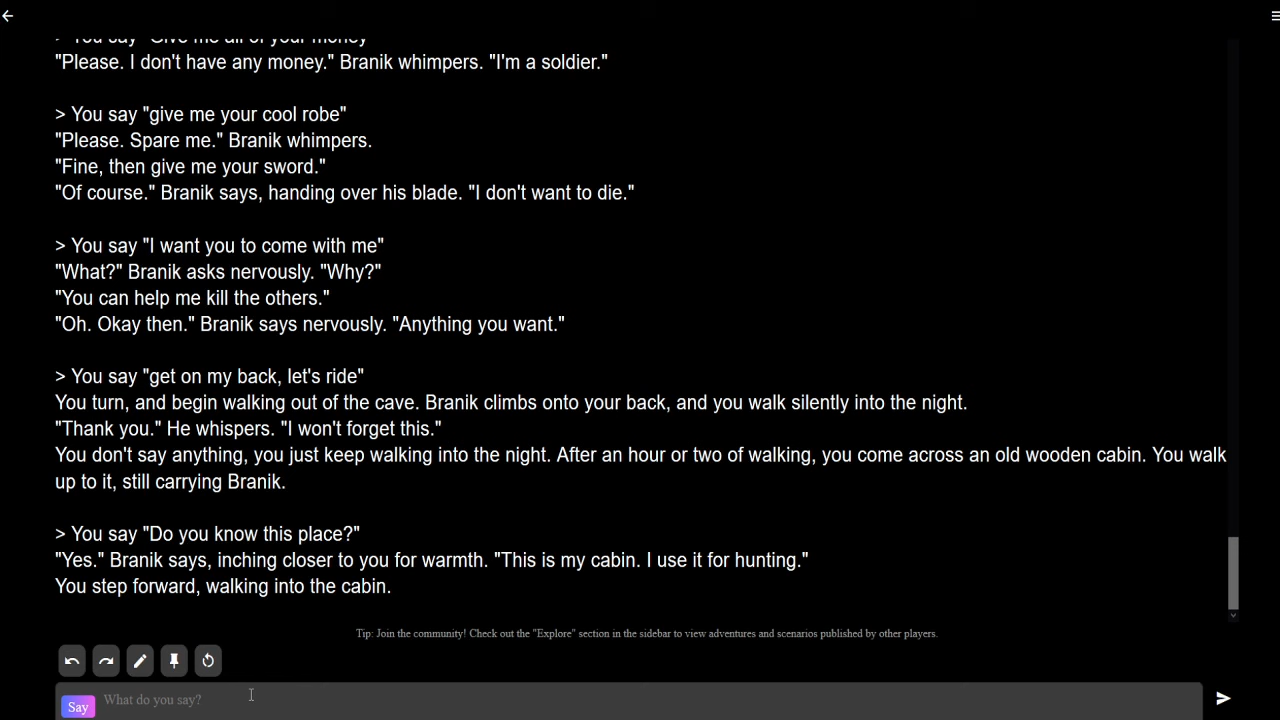 > You say "Give me all of your money"
"Please. I don't have any money." Branik whimpers. "I'm a soldier."
> You say "give me your cool robe"
"Please. Spare me." Branik whimpers.
"Fine, then give me your sword."
"Of course." Branik says, handing over his blade. "I don't want to die."
> You say "I want you to come with me"
"What?" Branik asks nervously. "Why?"
"You can help me kill the others."
"Oh. Okay then." Branik says nervously. "Anything you want."
> You say "get on my back, let's ride"
You turn, and begin walking out of the cave. Branik climbs onto your back, and you walk silently into the night.
"Thank you." He whispers. "I won't forget this."
You don't say anything, you just keep walking into the night. After an hour or two of walking, you come across an old wooden cabin. You walk
up to it, still carrying Branik.
> You say "Do you know this place?"
"Yes." Branik says, inching closer to you for warmth. "This is my cabin. I use it for hunting."
You step forward, walking into the cabin.
Tip: Join the community! Check out the "Explore" section in the sidebar to view adventures and scenarios published by other players.
Say What do you say?